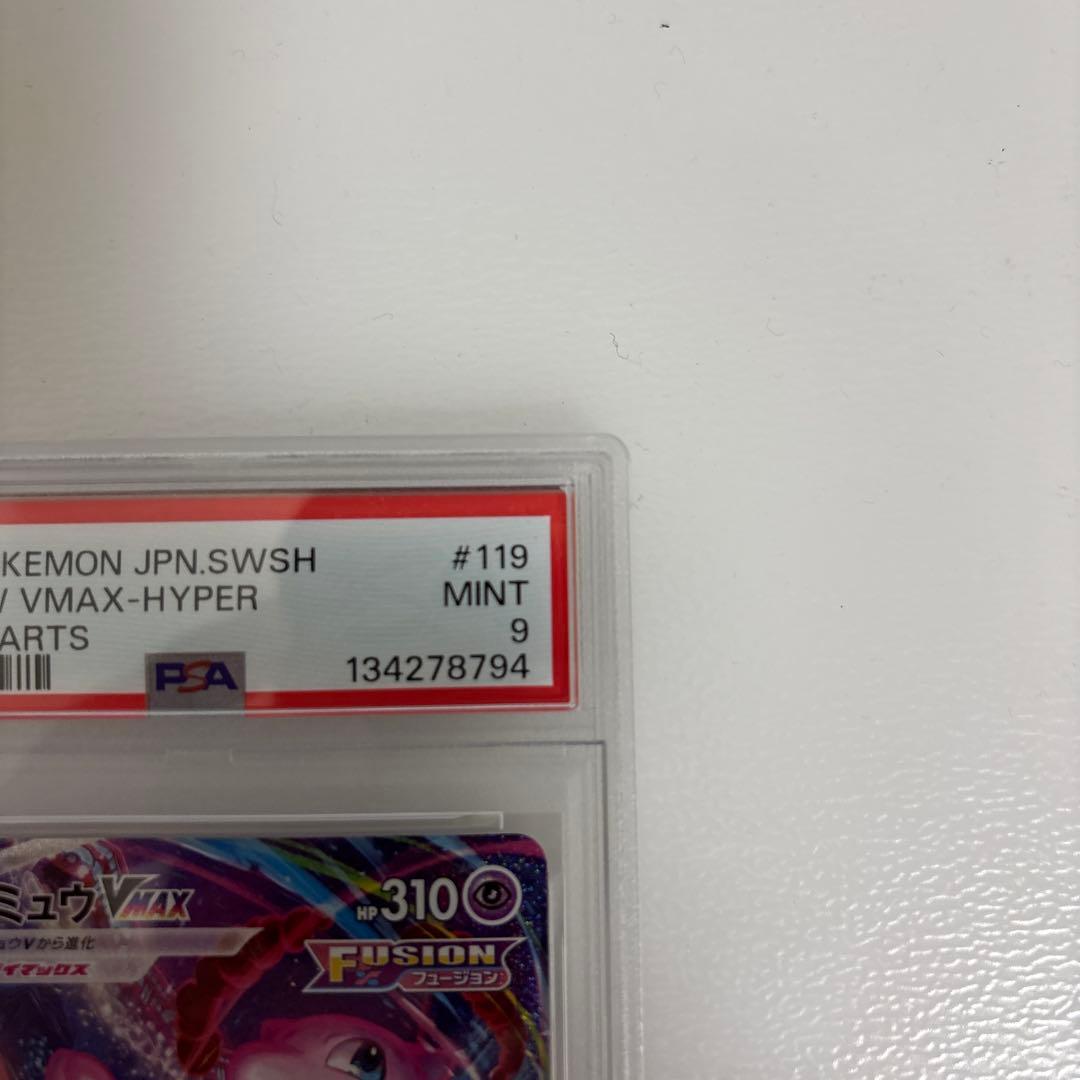 KEMON JPN.SWSH #119
VMAX-HYPER MINT
ARTS 9
PSA 134278794
ミュウVMAX HP310
ュウVから進化
イマックス
FUSION
フュージョン